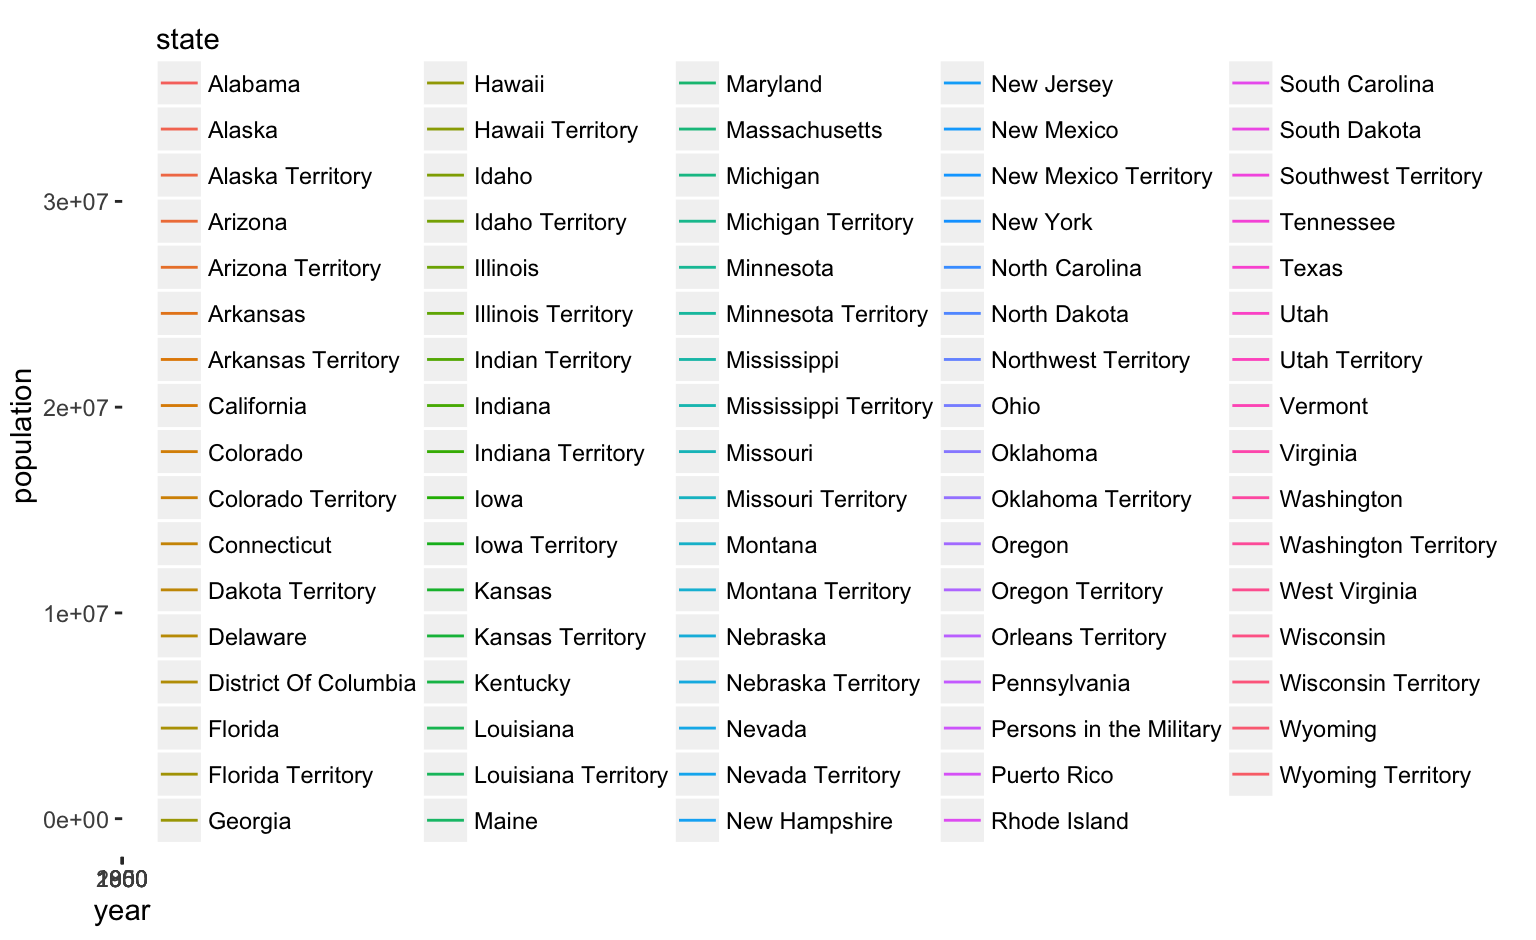 state
Alabama
Alaska
Alaska Territory
Arizona
Arizona Territory
Arkansas
Arkansas Territory
California
Colorado
Colorado Territory
Connecticut
Dakota Territory
Delaware
District Of Columbia
Florida
Florida Territory
Georgia
Hawaii
Hawaii Territory
Idaho
Idaho Territory
Illinois
Illinois Territory
Indian Territory
Indiana
Indiana Territory
Iowa
Iowa Territory
Kansas
Kansas Territory
Kentucky
Louisiana
Louisiana Territory
Maine
Maryland
Massachusetts
Michigan
Michigan Territory
Minnesota
Minnesota Territory
Mississippi
Mississippi Territory
Missouri
Missouri Territory
Montana
Montana Territory
Nebraska
Nebraska Territory
Nevada
Nevada Territory
New Hampshire
New Jersey
New Mexico
New Mexico Territory
New York
North Carolina
North Dakota
Northwest Territory
Ohio
Oklahoma
Oklahoma Territory
Oregon
Oregon Territory
Orleans Territory
Pennsylvania
Persons in the Military
Puerto Rico
Rhode Island
South Carolina
South Dakota
Southwest Territory
Tennessee
Texas
Utah
Utah Territory
Vermont
Virginia
Washington
Washington Territory
West Virginia
Wisconsin
Wisconsin Territory
Wyoming
Wyoming Territory
population
3e+07
2e+07
1e+07
0e+00
year